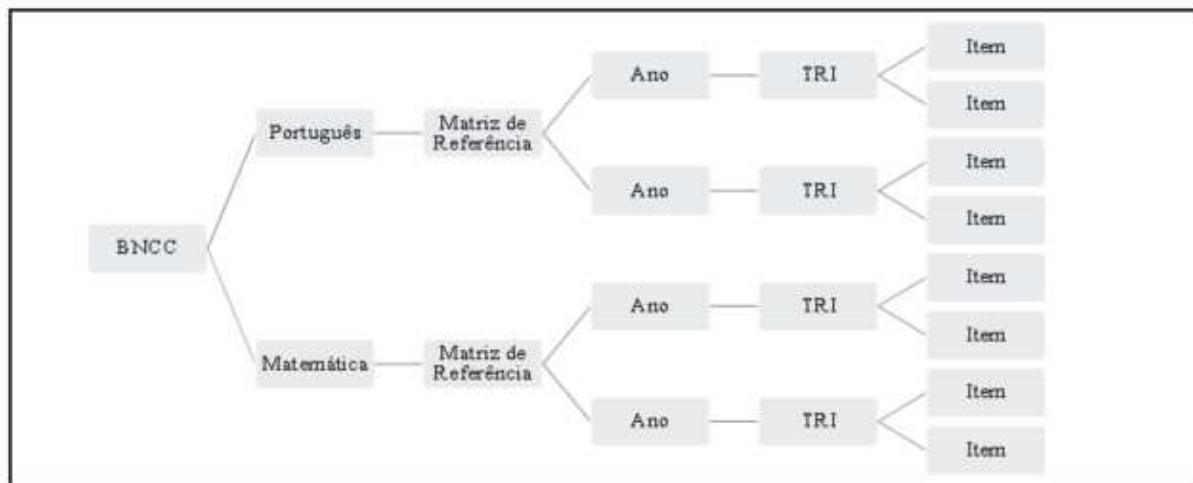 BNCC
Português
Matriz de
Referência
Ano
TRI
Item
Item
Ano
TRI
Item
Item
Matemática
Matriz de
Referência
Ano
TRI
Item
Item
Ano
TRI
Item
Item